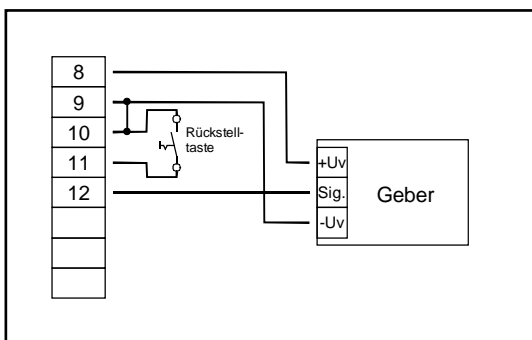 8
9
10
11
12
Rückstell-
taste
+Uv
Sig.
-Uv
Geber